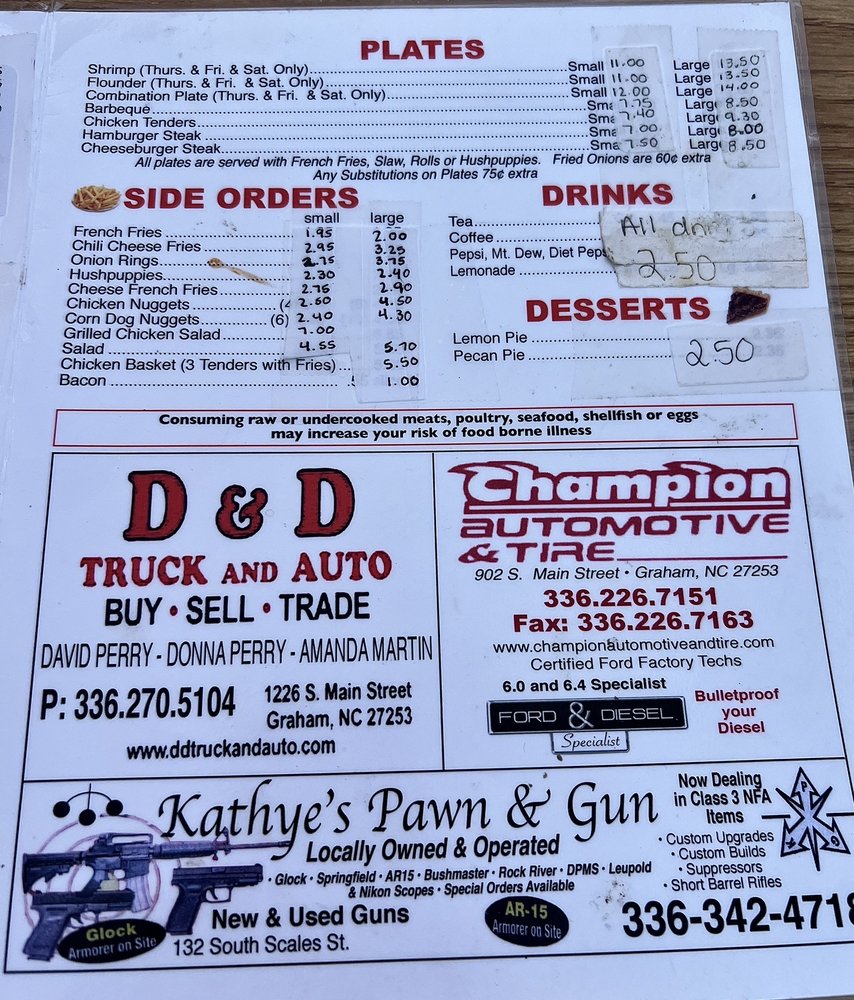 PLATES
Shrimp (Thurs. & Fri. & Sat. Only) Small 11.00 Large 13.50
Flounder (Thurs. & Fri. & Sat. Only) Small 11.00 Large 13.50
Combination Plate (Thurs. & Fri. & Sat. Only) Small 12.00 Large 14.00
Barbeque Sma 7.75 Larg 8.50
Chicken Tenders Sma 7.40 Larg 9.30
Hamburger Steak Sma 7.00 Larg 8.00
Cheeseburger Steak Sma 7.50 Larg 8.50
All plates are served with French Fries, Slaw, Rolls or Hushpuppies. Fried Onions are 60¢ extra
Any Substitutions on Plates 75¢ extra
SIDE ORDERS
small large
French Fries 1.95 2.00
Chili Cheese Fries 2.95 3.25
Onion Rings 2.75 3.75
Hushpuppies 2.30 2.40
Cheese French Fries 2.75 2.90
Chicken Nuggets (4 2.60 4.50
Corn Dog Nuggets (6) 2.40 4.30
Grilled Chicken Salad 7.00
Salad 4.55 5.70
Chicken Basket (3 Tenders with Fries) 5.50
Bacon 1.00
DRINKS
Tea
Coffee
Pepsi, Mt. Dew, Diet Peps
Lemonade
All
2.50
DESSERTS
Lemon Pie
Pecan Pie
2.50
Consuming raw or undercooked meats, poultry, seafood, shellfish or eggs
may increase your risk of food borne illness
D & D
TRUCK AND AUTO
BUY • SELL • TRADE
DAVID PERRY - DONNA PERRY - AMANDA MARTIN
P: 336.270.5104
1226 S. Main Street
Graham, NC 27253
www.ddtruckandauto.com
Champion
AUTOMOTIVE
& TIRE
902 S. Main Street • Graham, NC 27253
336.226.7151
Fax: 336.226.7163
www.championautomotiveandtire.com
Certified Ford Factory Techs
6.0 and 6.4 Specialist
FORD & DIESEL
Specialist
Bulletproof
your
Diesel
Kathye's Pawn & Gun
Locally Owned & Operated
• Glock • Springfield • AR15 • Bushmaster • Rock River • DPMS • Leupold
& Nikon Scopes • Special Orders Available
New & Used Guns
132 South Scales St.
Glock
Armorer on Site
AR-15
Armorer on Site
Now Dealing
in Class 3 NFA
Items
• Custom Upgrades
• Custom Builds
• Suppressors
• Short Barrel Rifles
336-342-4718